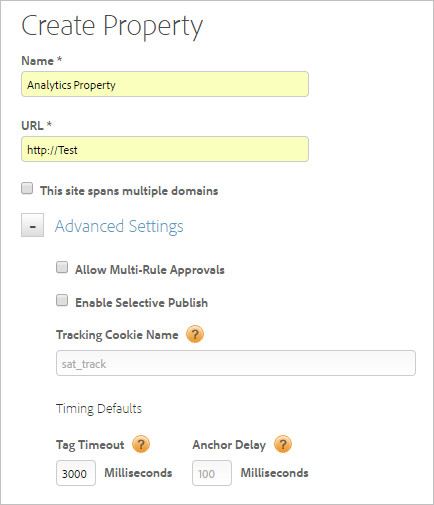 Create Property
Name *
Analytics Property
URL *
http://Test
This site spans multiple domains
- Advanced Settings
Allow Multi-Rule Approvals
Enable Selective Publish
Tracking Cookie Name ?
sat_track
Timing Defaults
Tag Timeout ? Anchor Delay ?
3000 Milliseconds 100 Milliseconds